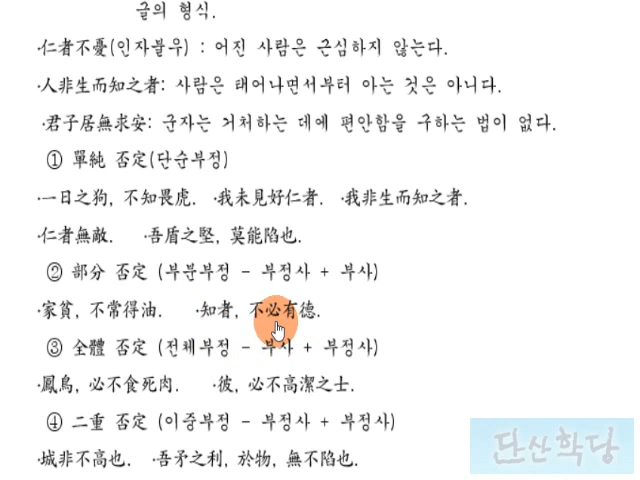 글의 형식.
·仁者不憂(인자불우) : 어진 사람은 근심하지 않는다.
·人非生而知之者: 사람은 태어나면서부터 아는 것은 아니다.
·君子居無求安: 군자는 거처하는 데에 편안함을 구하는 법이 없다.
① 單純 否定(단순부정)
·一日之狗, 不知畏虎. ·我未見好仁者. ·我非生而知之者.
·仁者無敵. ·吾盾之堅, 莫能陷也.
② 部分 否定 (부분부정 - 부정사 + 부사)
·家貧, 不常得油. ·知者, 不必有德.
③ 全體 否定 (전체부정 - 부사 + 부정사)
·鳳鳥, 必不食死肉. ·彼, 必不高潔之士.
④ 二重 否定 (이중부정 - 부정사 + 부정사)
·城非不高也. ·吾矛之利, 於物, 無不陷也.
단산학당